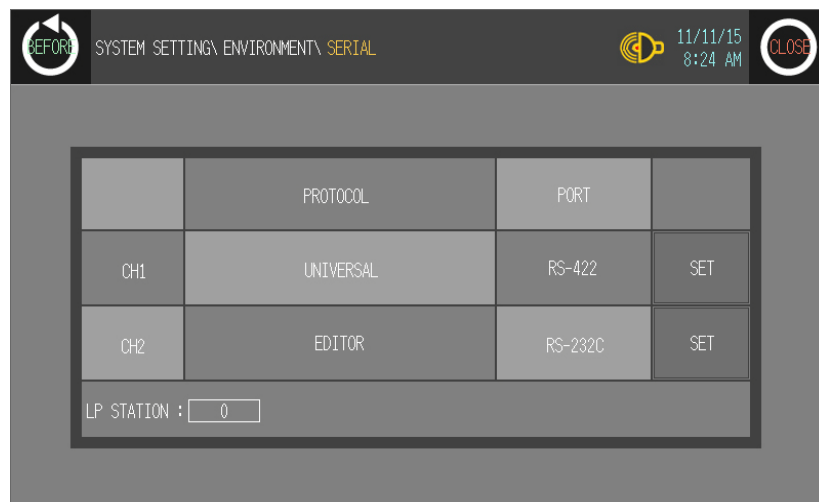 BEFORE
SYSTEM SETTING\ ENVIRONMENT\ SERIAL
11/11/15
8:24 AM
CLOSE
PROTOCOL PORT
CH1 UNIVERSAL RS-422 SET
CH2 EDITOR RS-232C SET
LP STATION : 0